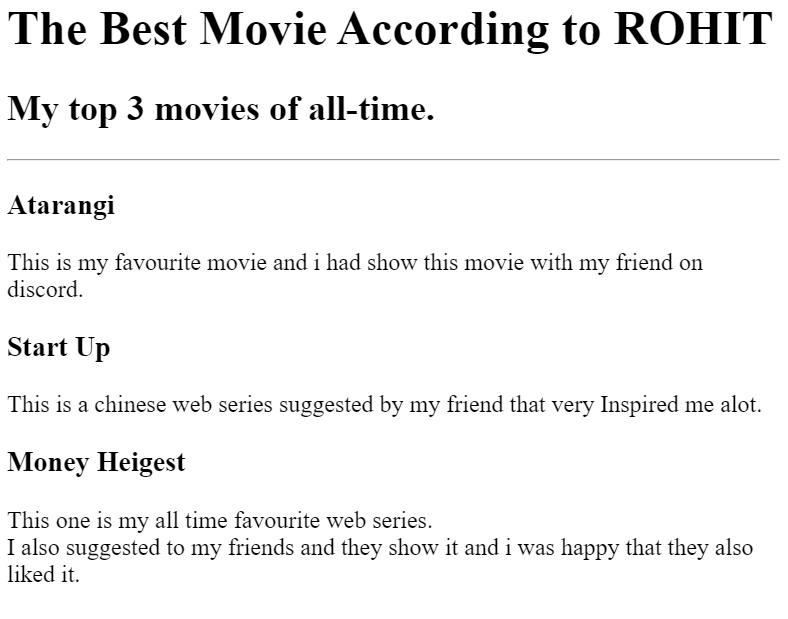 The Best Movie According to ROHIT
My top 3 movies of all-time.
Atarangi
This is my favourite movie and i had show this movie with my friend on
discord.
Start Up
This is a chinese web series suggested by my friend that very Inspired me alot.
Money Heigest
This one is my all time favourite web series.
I also suggested to my friends and they show it and i was happy that they also
liked it.